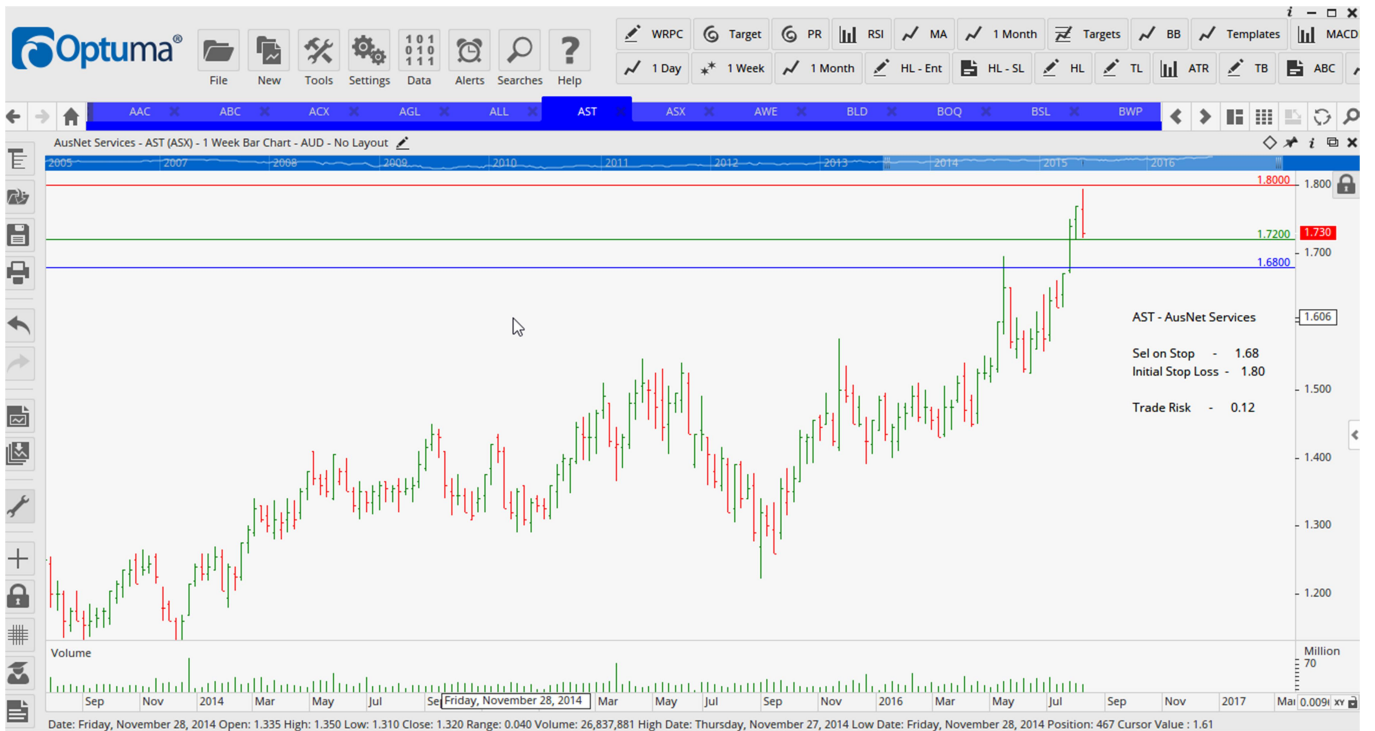 i
Optuma®
File
New
Tools
Settings
101
010
111
Data
Alerts
Searches
?
Help
WRPC
Target
PR
RSI
MA
1 Month
Targets
BB
Templates
MACD
1 Day
1 Week
1 Month
HL - Ent
HL - SL
HL
TL
ATR
TB
ABC
AAC
ABC
ACX
AGL
ALL
AST
ASX
AWE
BLD
BOQ
BSL
BWP
AusNet Services - AST (ASX) - 1 Week Bar Chart - AUD - No Layout
i
2005 2007 2008 2009 2010 2011 2012 2013 2014 2015 2016
1.8000
1.800
1.7200
1.730
1.700
1.6800
AST - AusNet Services
1.606
Sel on Stop - 1.68
Initial Stop Loss - 1.80
1.500
Trade Risk - 0.12
1.400
1.300
1.200
Volume
Million
70
Sep Nov 2014 Mar May Jul Se Friday, November 28, 2014 Mar May Jul Sep Nov 2016 Mar May Jul Sep Nov 2017 Mar
XY
Date: Friday, November 28, 2014 Open: 1.335 High: 1.350 Low: 1.310 Close: 1.320 Range: 0.040 Volume: 26,837,881 High Date: Thursday, November 27, 2014 Low Date: Friday, November 28, 2014 Position: 467 Cursor Value : 1.61